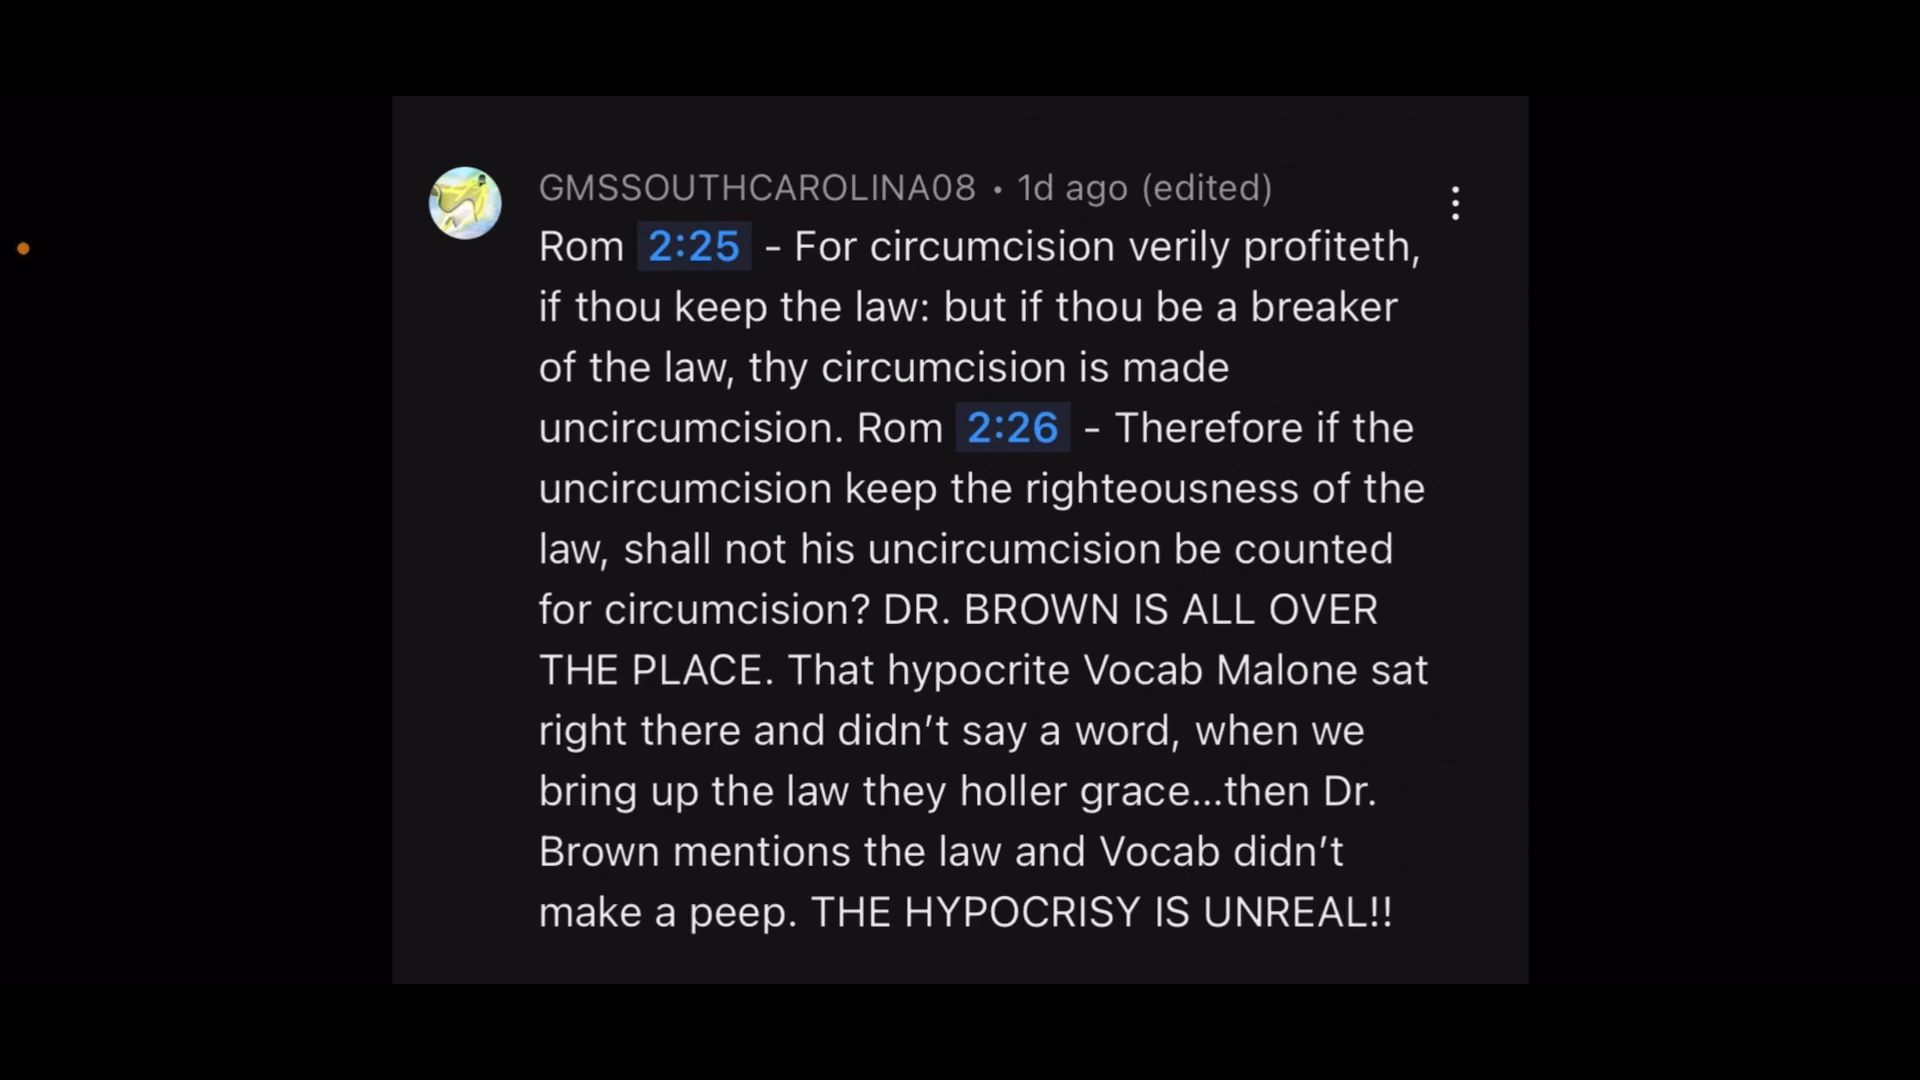 GMSSOUTHCAROLINA08 • 1d ago (edited)
Rom 2:25 - For circumcision verily profiteth,
if thou keep the law: but if thou be a breaker
of the law, thy circumcision is made
uncircumcision. Rom 2:26 - Therefore if the
uncircumcision keep the righteousness of the
law, shall not his uncircumcision be counted
for circumcision? DR. BROWN IS ALL OVER
THE PLACE. That hypocrite Vocab Malone sat
right there and didn’t say a word, when we
bring up the law they holler grace...then Dr.
Brown mentions the law and Vocab didn’t
make a peep. THE HYPOCRISY IS UNREAL!!